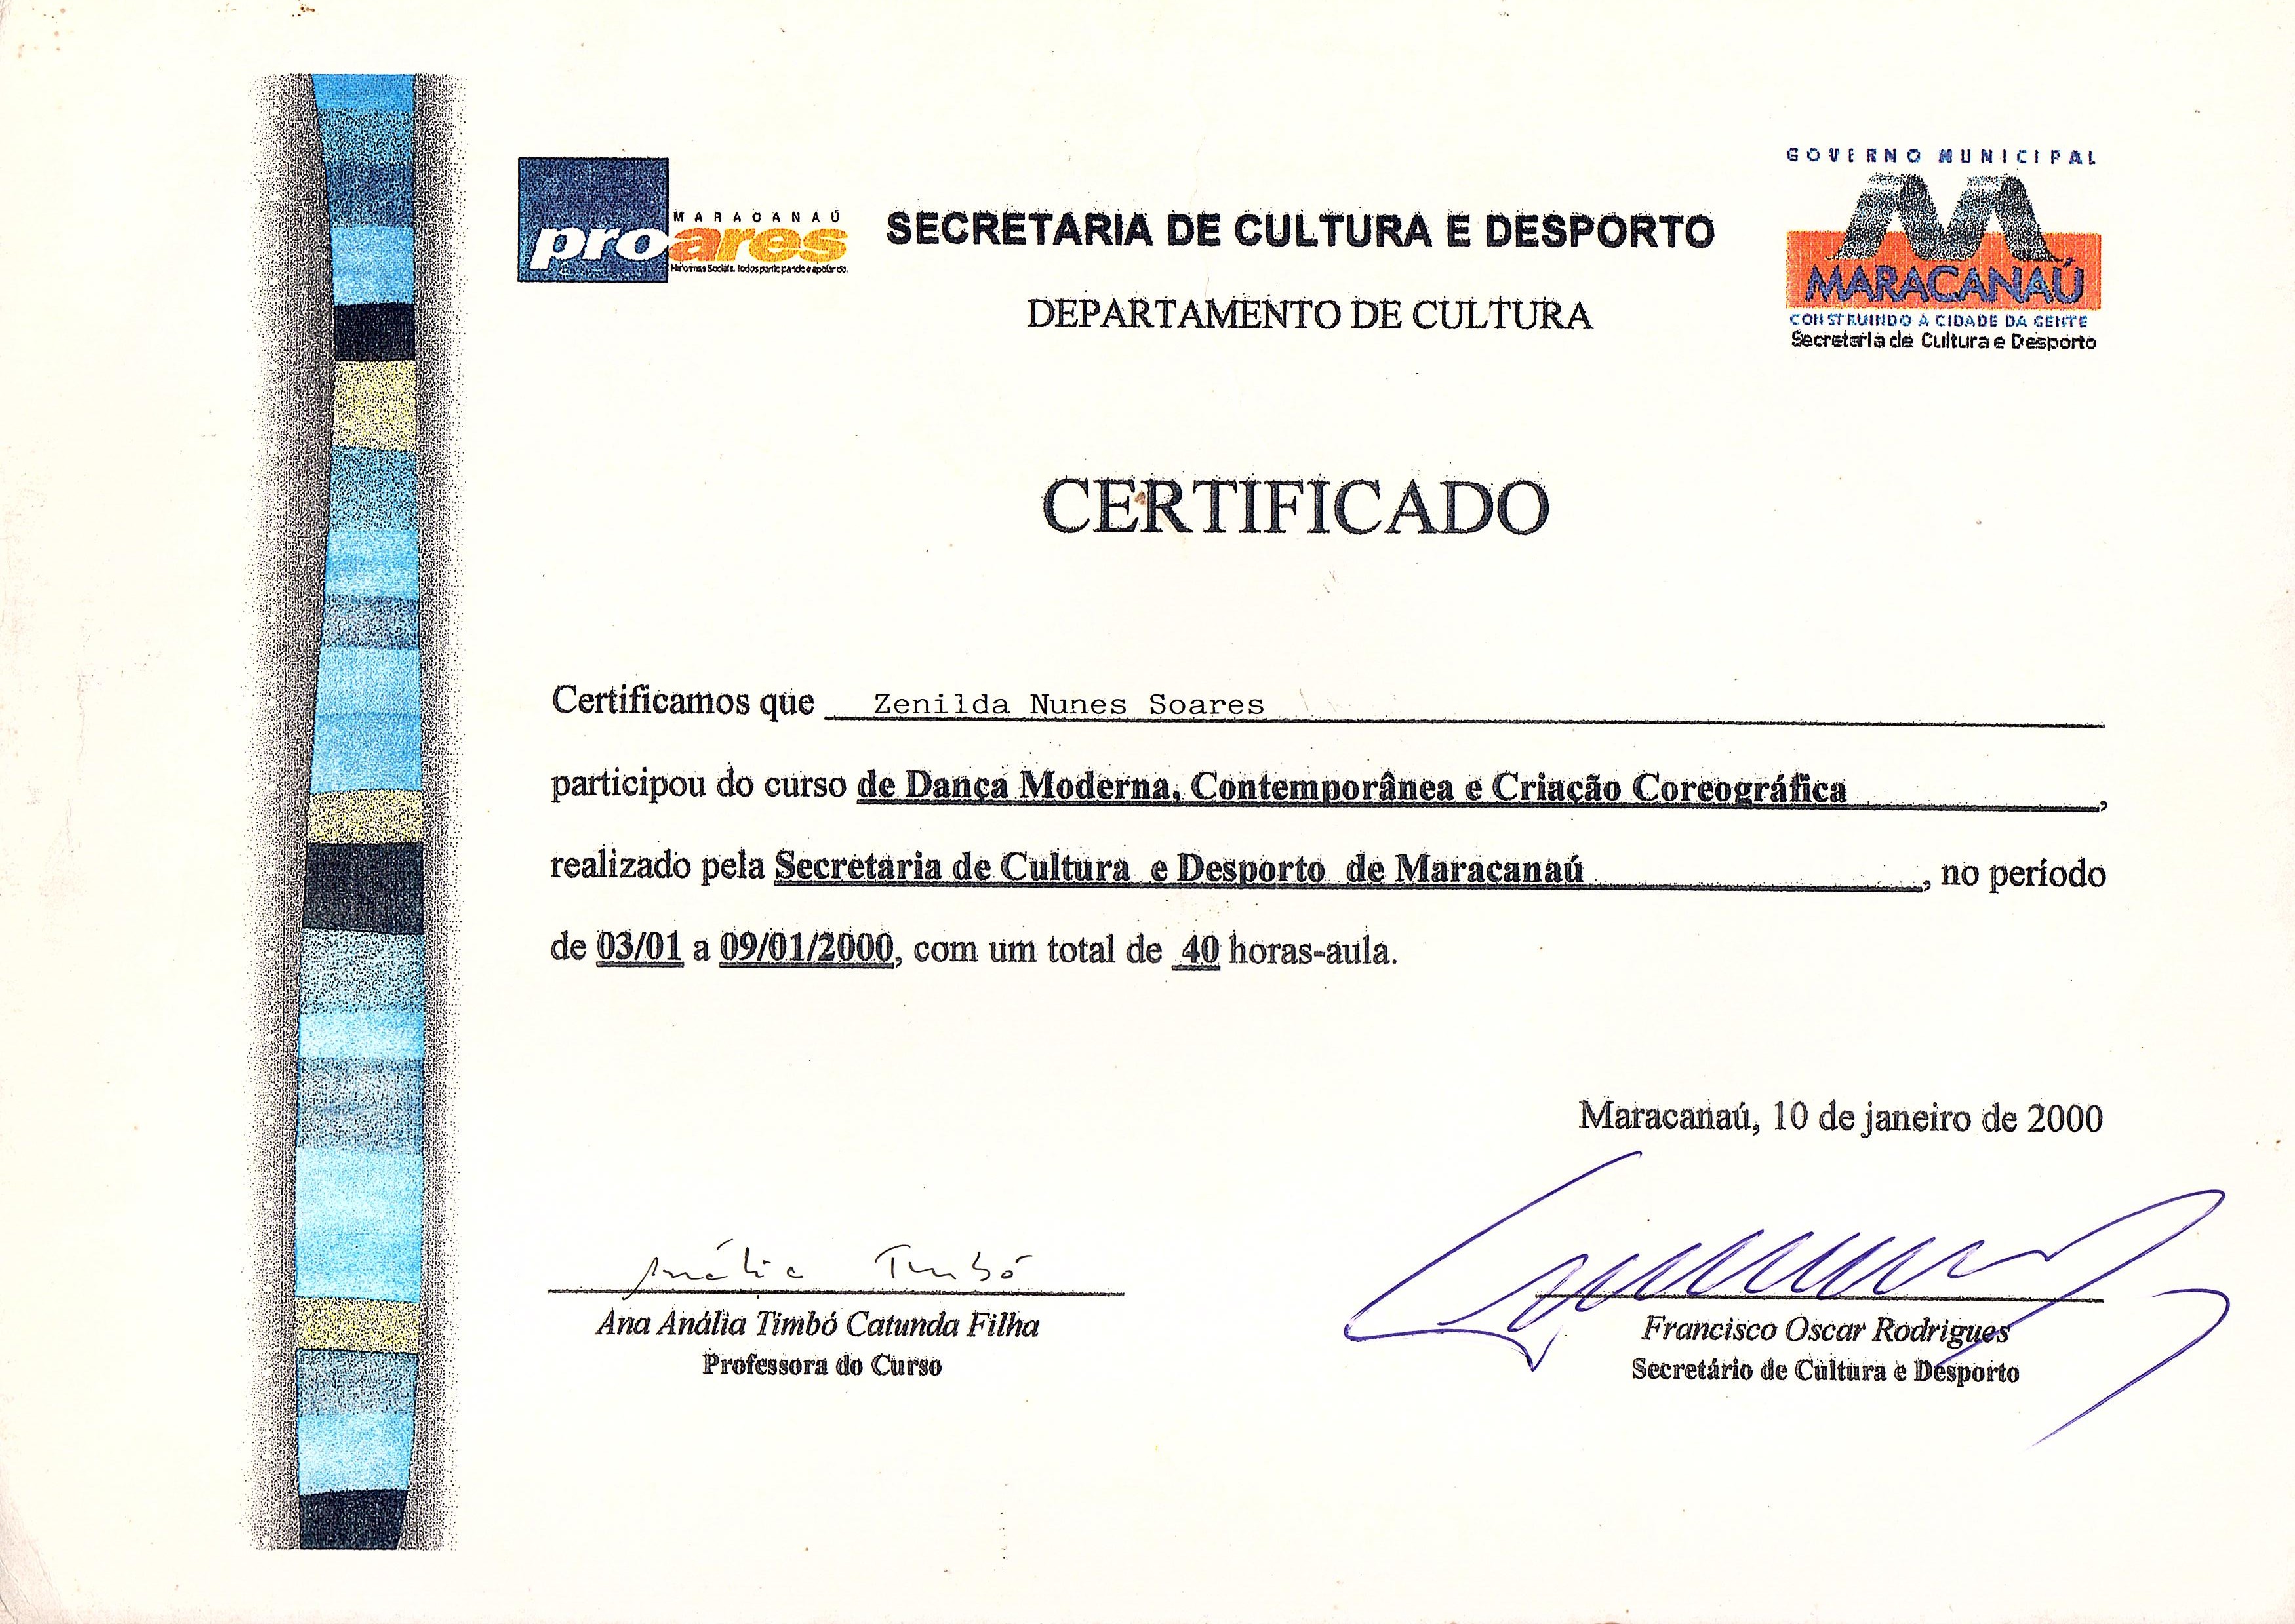 MARACANAÚ
proares
SECRETARIA DE CULTURA E DESPORTO
DEPARTAMENTO DE CULTURA
GOVERNO MUNICIPAL
MARACANAÚ
CONSTRUINDO A CIDADE DA GENTE
Secretaria de Cultura e Desporto
CERTIFICADO
Certificamos que Zenilda Nunes Soares
participou do curso de Dança Moderna, Contemporânea e Criação Coreográfica,
realizado pela Secretaria de Cultura e Desporto de Maracanaú, no período
de 03/01 a 09/01/2000, com um total de 40 horas-aula.
Maracanaú, 10 de janeiro de 2000
Anália Timbó
Ana Anália Timbó Catunda Filha
Professora do Curso
Francisco Oscar Rodrigues
Secretário de Cultura e Desporto